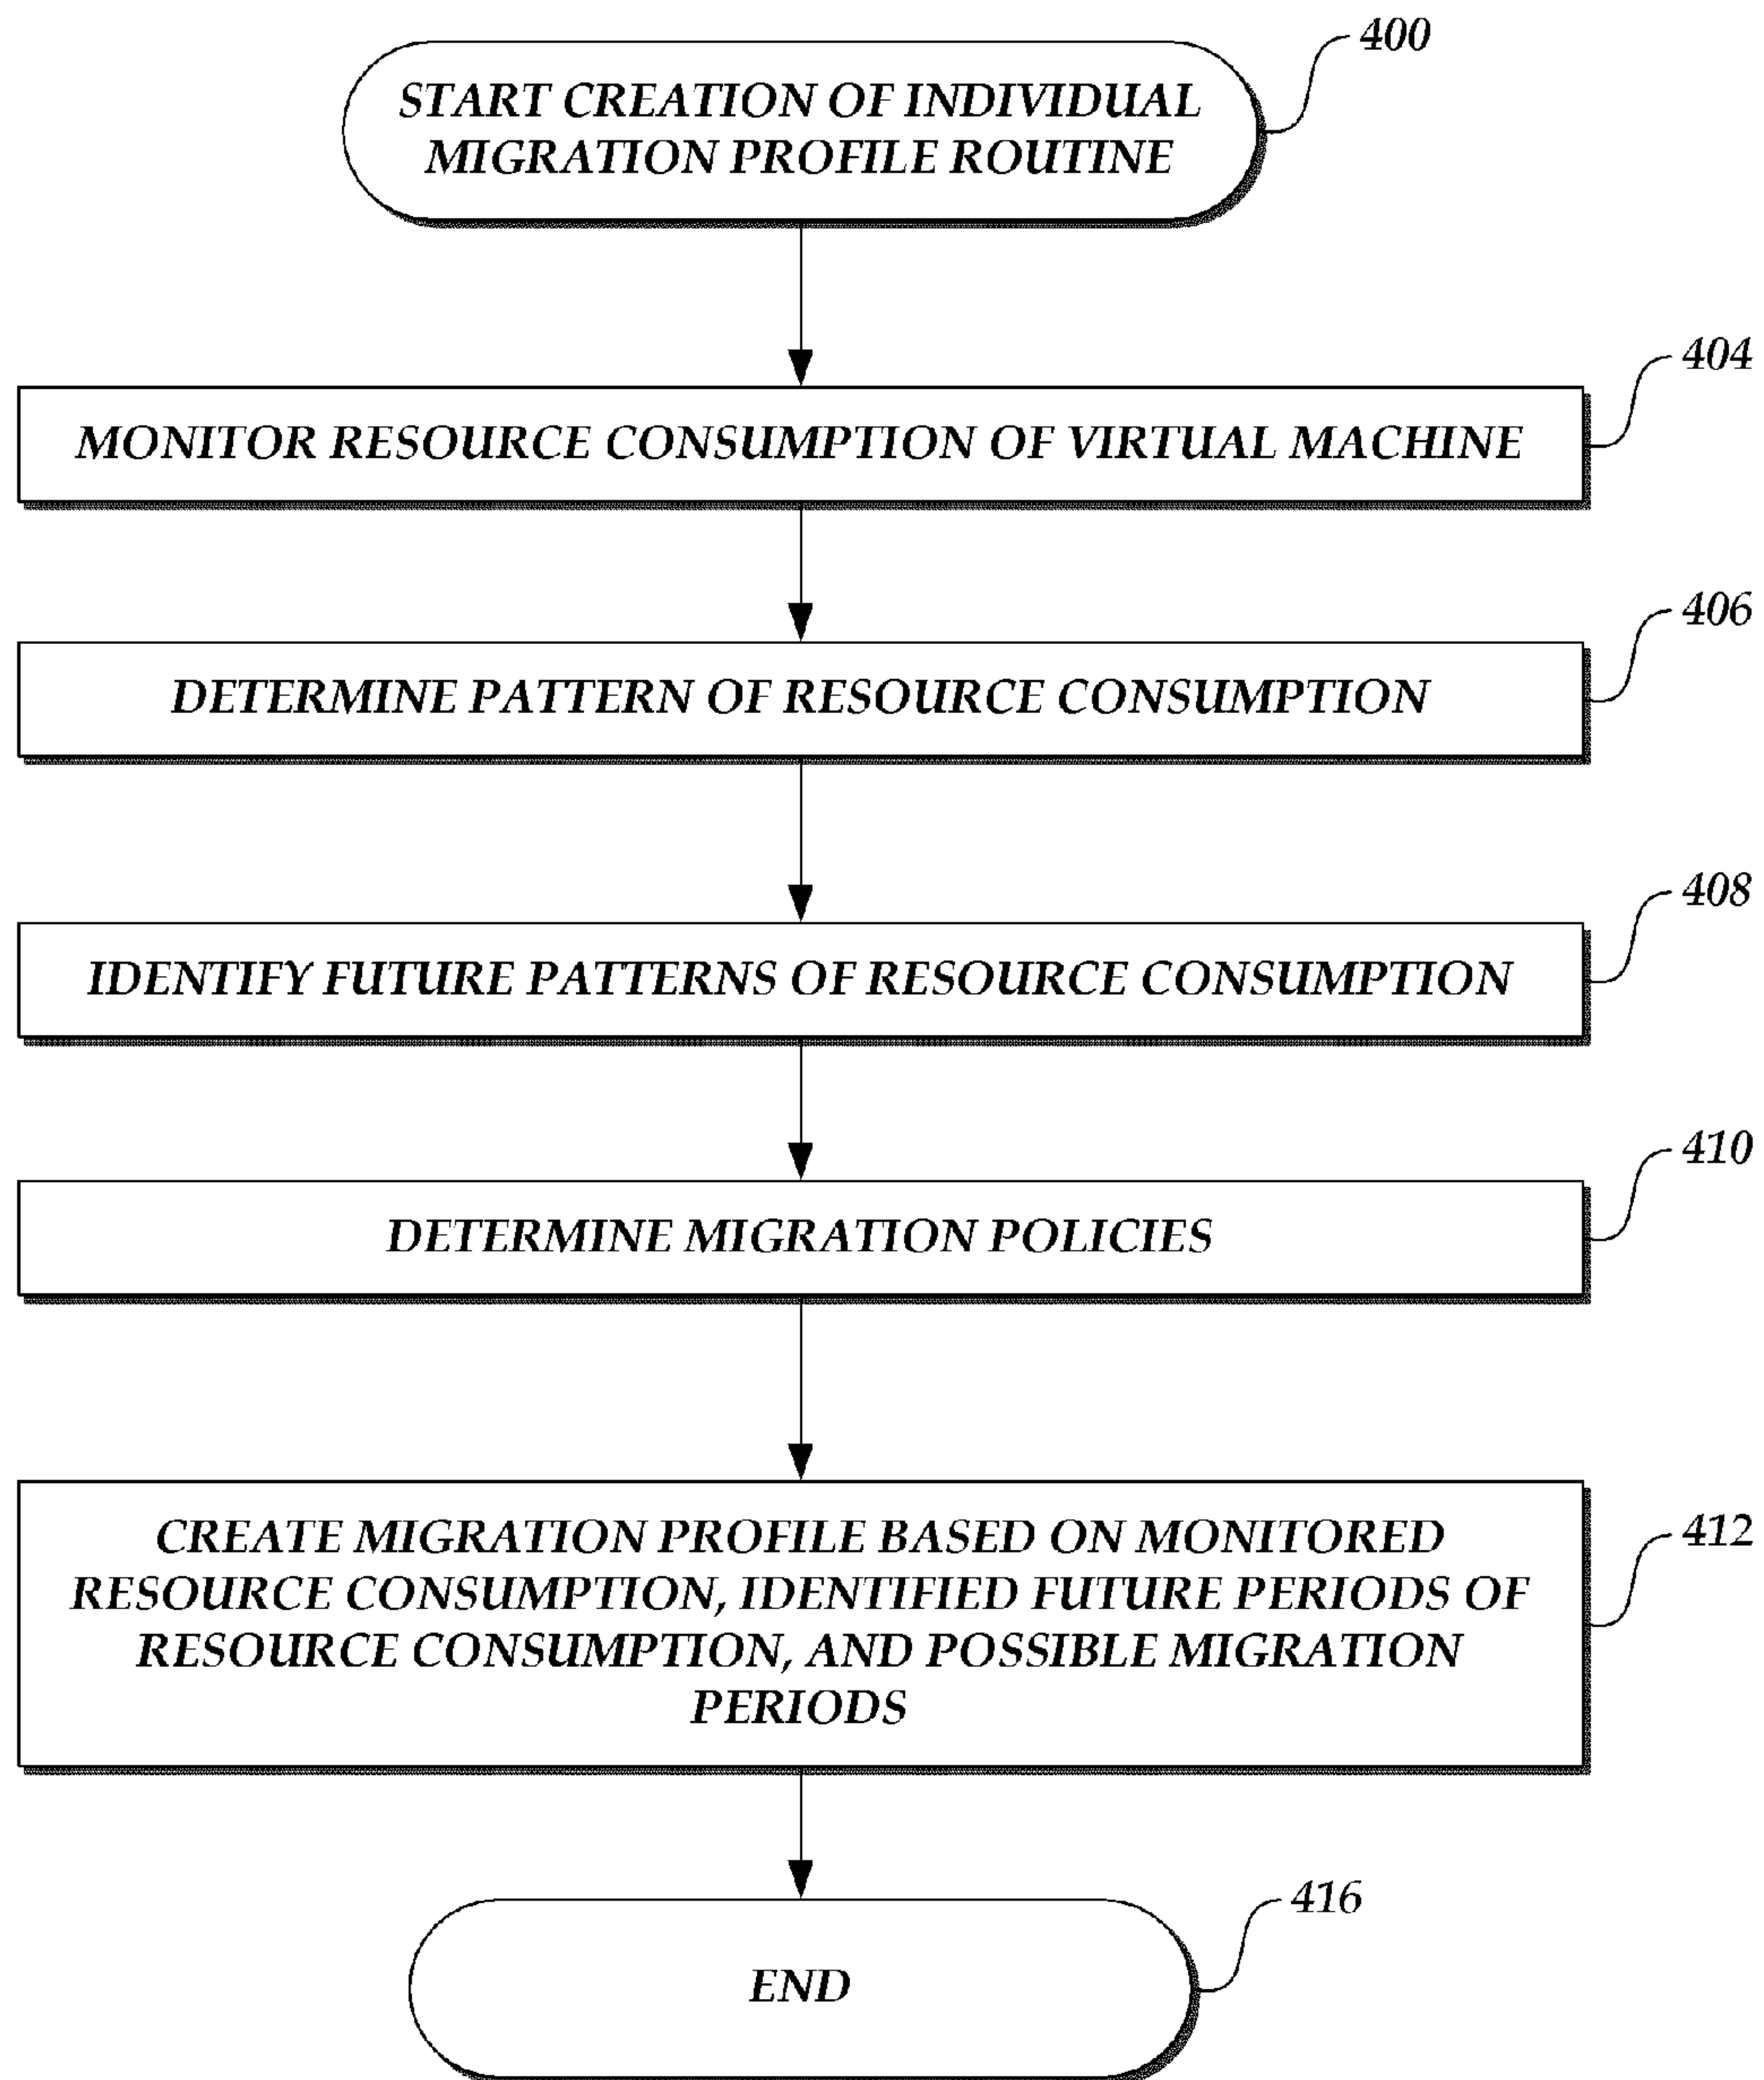 400
START CREATION OF INDIVIDUAL
MIGRATION PROFILE ROUTINE
404
MONITOR RESOURCE CONSUMPTION OF VIRTUAL MACHINE
406
DETERMINE PATTERN OF RESOURCE CONSUMPTION
408
IDENTIFY FUTURE PATTERNS OF RESOURCE CONSUMPTION
410
DETERMINE MIGRATION POLICIES
412
CREATE MIGRATION PROFILE BASED ON MONITORED
RESOURCE CONSUMPTION, IDENTIFIED FUTURE PERIODS OF
RESOURCE CONSUMPTION, AND POSSIBLE MIGRATION
PERIODS
416
END